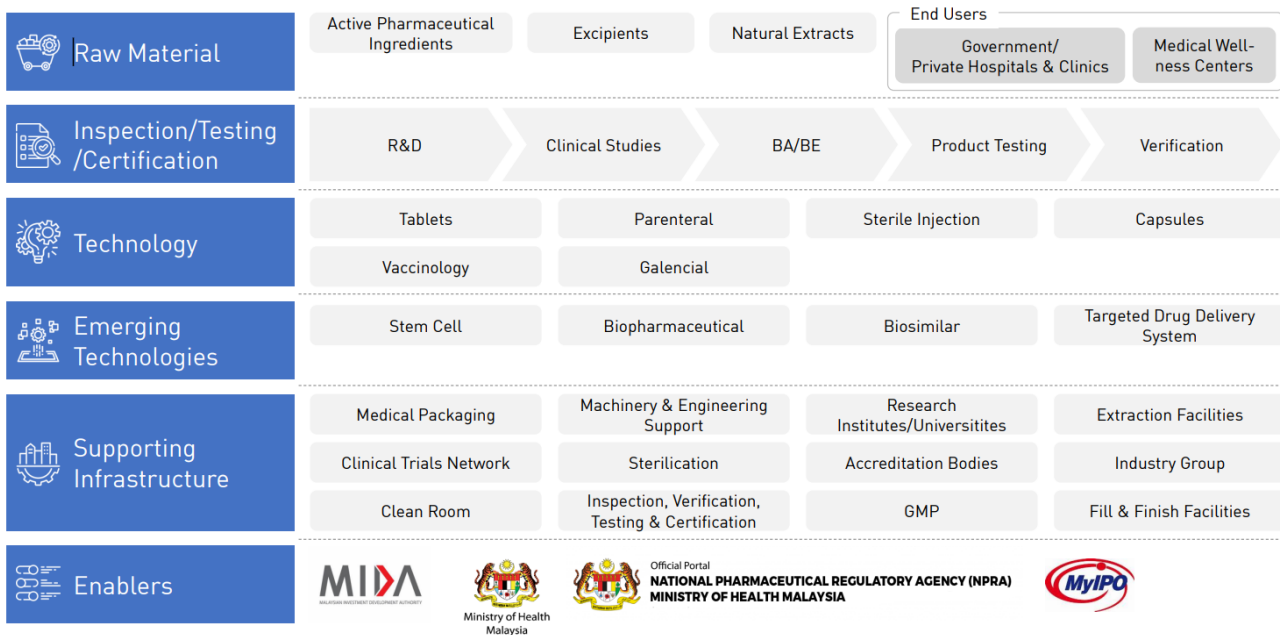 Raw Material
Active Pharmaceutical
Ingredients
Excipients
Natural Extracts
End Users
Government/
Private Hospitals & Clinics
Medical Well-
ness Centers
Inspection/Testing
/Certification
R&D
Clinical Studies
BA/BE
Product Testing
Verification
Technology
Tablets
Parenteral
Sterile Injection
Capsules
Vaccinology
Galencial
Emerging
Technologies
Stem Cell
Biopharmaceutical
Biosimilar
Targeted Drug Delivery
System
Supporting
Infrastructure
Medical Packaging
Machinery & Engineering
Support
Research
Institutes/Universitites
Extraction Facilities
Clinical Trials Network
Sterilication
Accreditation Bodies
Industry Group
Clean Room
Inspection, Verification,
Testing & Certification
GMP
Fill & Finish Facilities
Enablers
MIDA
MALAYSIAN INVESTMENT DEVELOPMENT AUTHORITY
Ministry of Health
Malaysia
Official Portal
NATIONAL PHARMACEUTICAL REGULATORY AGENCY (NPRA)
MINISTRY OF HEALTH MALAYSIA
MyIPO